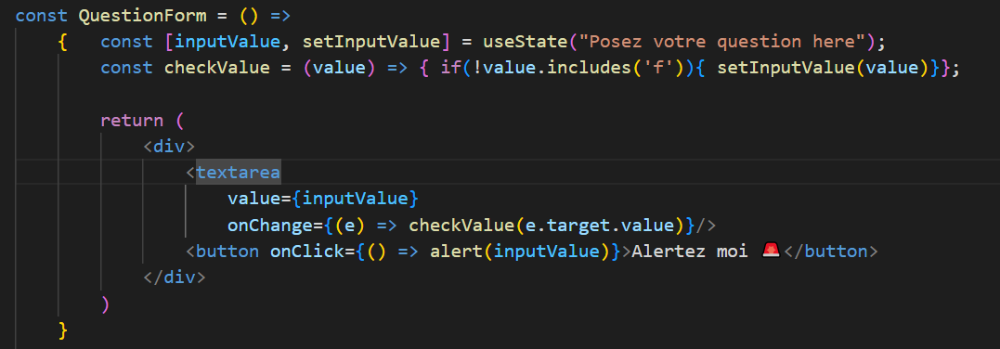 const QuestionForm = () =>
{   const [inputValue, setInputValue] = useState("Posez votre question here");
const checkValue = (value) => { if(!value.includes('f')){ setInputValue(value)}};
return (
<div>
<textarea
value={inputValue}
onChange={(e) => checkValue(e.target.value)}/>
<button onClick={() => alert(inputValue)}>Alertez moi 🚨</button>
</div>
)
}